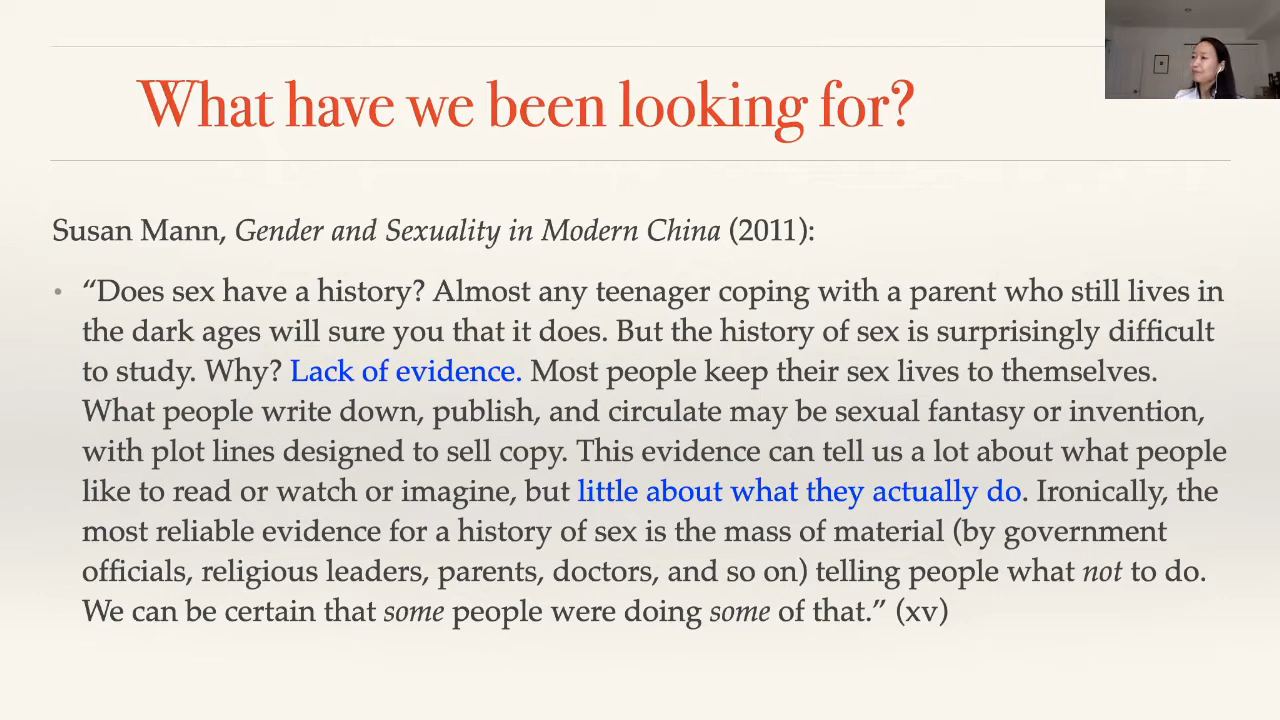 What have we been looking for?
Susan Mann, Gender and Sexuality in Modern China (2011):
• “Does sex have a history? Almost any teenager coping with a parent who still lives in
the dark ages will sure you that it does. But the history of sex is surprisingly difficult
to study. Why? Lack of evidence. Most people keep their sex lives to themselves.
What people write down, publish, and circulate may be sexual fantasy or invention,
with plot lines designed to sell copy. This evidence can tell us a lot about what people
like to read or watch or imagine, but little about what they actually do. Ironically, the
most reliable evidence for a history of sex is the mass of material (by government
officials, religious leaders, parents, doctors, and so on) telling people what not to do.
We can be certain that some people were doing some of that.” (xv)